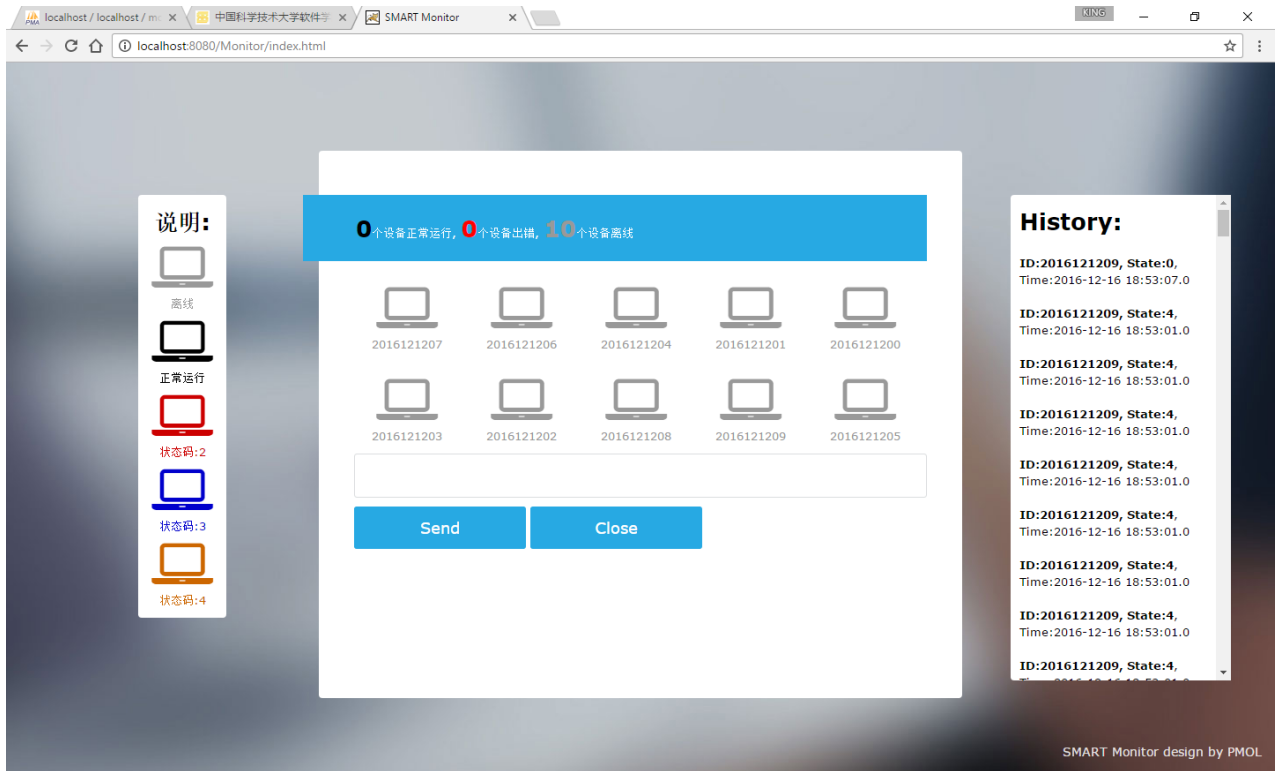 localhost / localhost / mo
中国科学技术大学软件学
SMART Monitor
KING
localhost:8080/Monitor/index.html
说明:
离线
正常运行
状态码:2
状态码:3
状态码:4
0个设备正常运行, 0个设备出错, 10个设备离线
2016121207 2016121206 2016121204 2016121201 2016121200
2016121203 2016121202 2016121208 2016121209 2016121205
Send Close
History:
ID:2016121209, State:0,
Time:2016-12-16 18:53:07.0
ID:2016121209, State:4,
Time:2016-12-16 18:53:01.0
ID:2016121209, State:4,
Time:2016-12-16 18:53:01.0
ID:2016121209, State:4,
Time:2016-12-16 18:53:01.0
ID:2016121209, State:4,
Time:2016-12-16 18:53:01.0
ID:2016121209, State:4,
Time:2016-12-16 18:53:01.0
ID:2016121209, State:4,
Time:2016-12-16 18:53:01.0
ID:2016121209, State:4,
Time:2016-12-16 18:53:01.0
ID:2016121209, State:4,
SMART Monitor design by PMOL